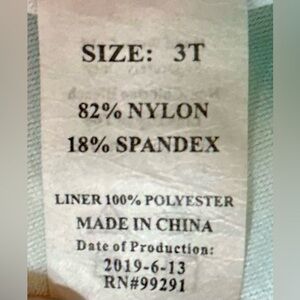 SIZE: 3T
82% NYLON
18% SPANDEX
LINER 100% POLYESTER
MADE IN CHINA
Date of Production:
2019-6-13
RN#99291